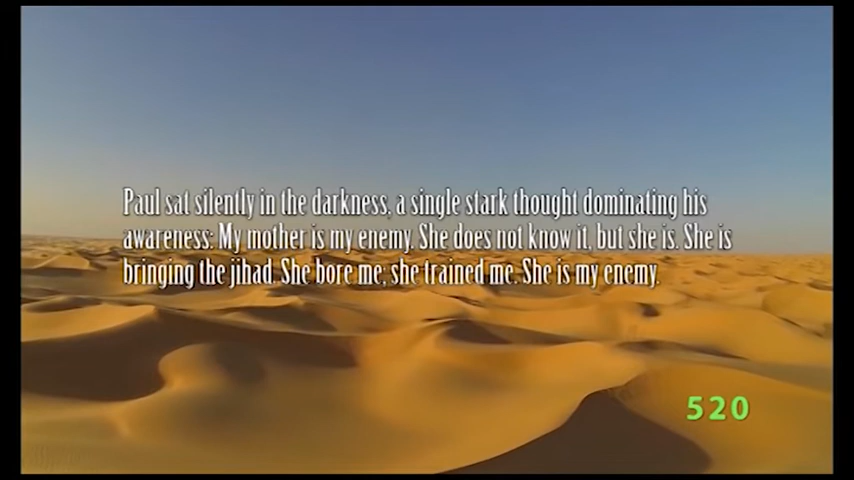 Paul sat silently in the darkness, a single stark thought dominating his
awareness: My mother is my enemy. She does not know it, but she is. She is
bringing the jihad. She bore me; she trained me. She is my enemy.
520